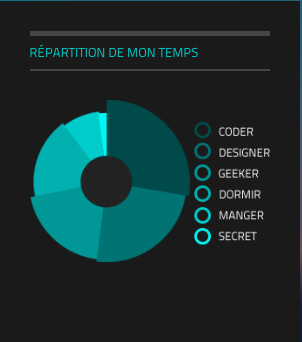 RÉPARTITION DE MON TEMPS
CODER
DESIGNER
GEEKER
DORMIR
MANGER
SECRET